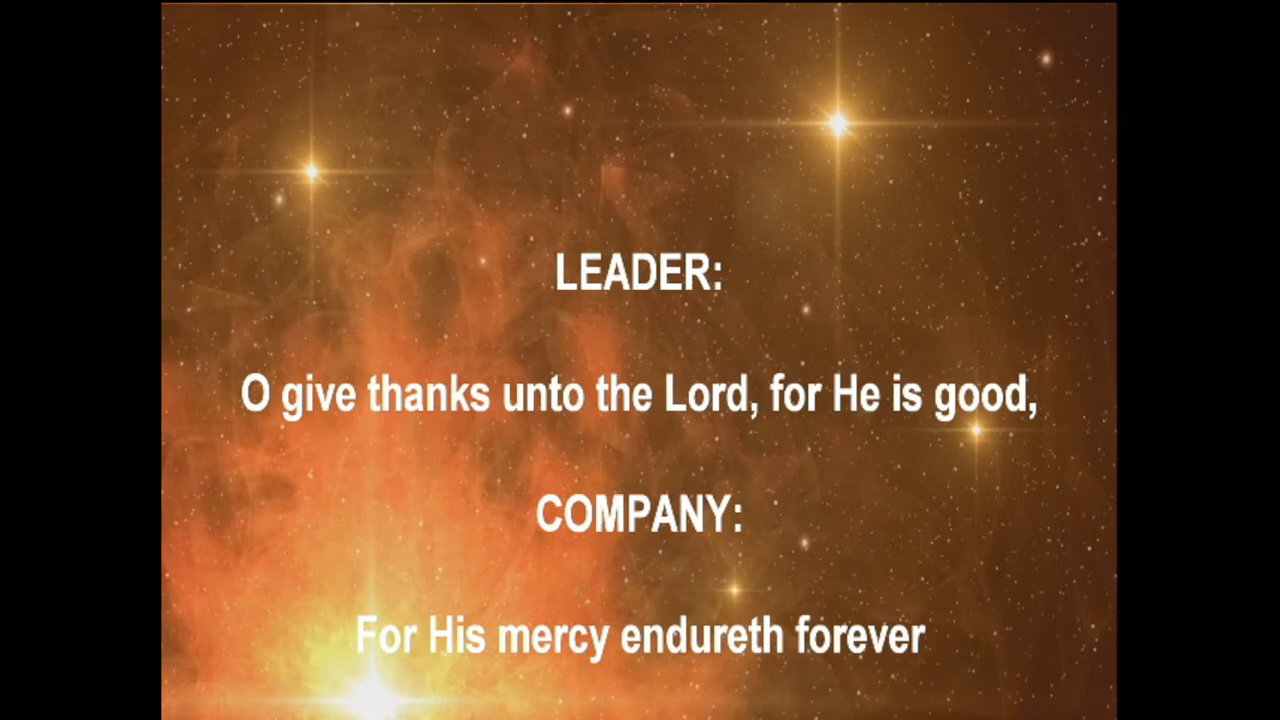 LEADER:
O give thanks unto the Lord, for He is good,
COMPANY:
For His mercy endureth forever